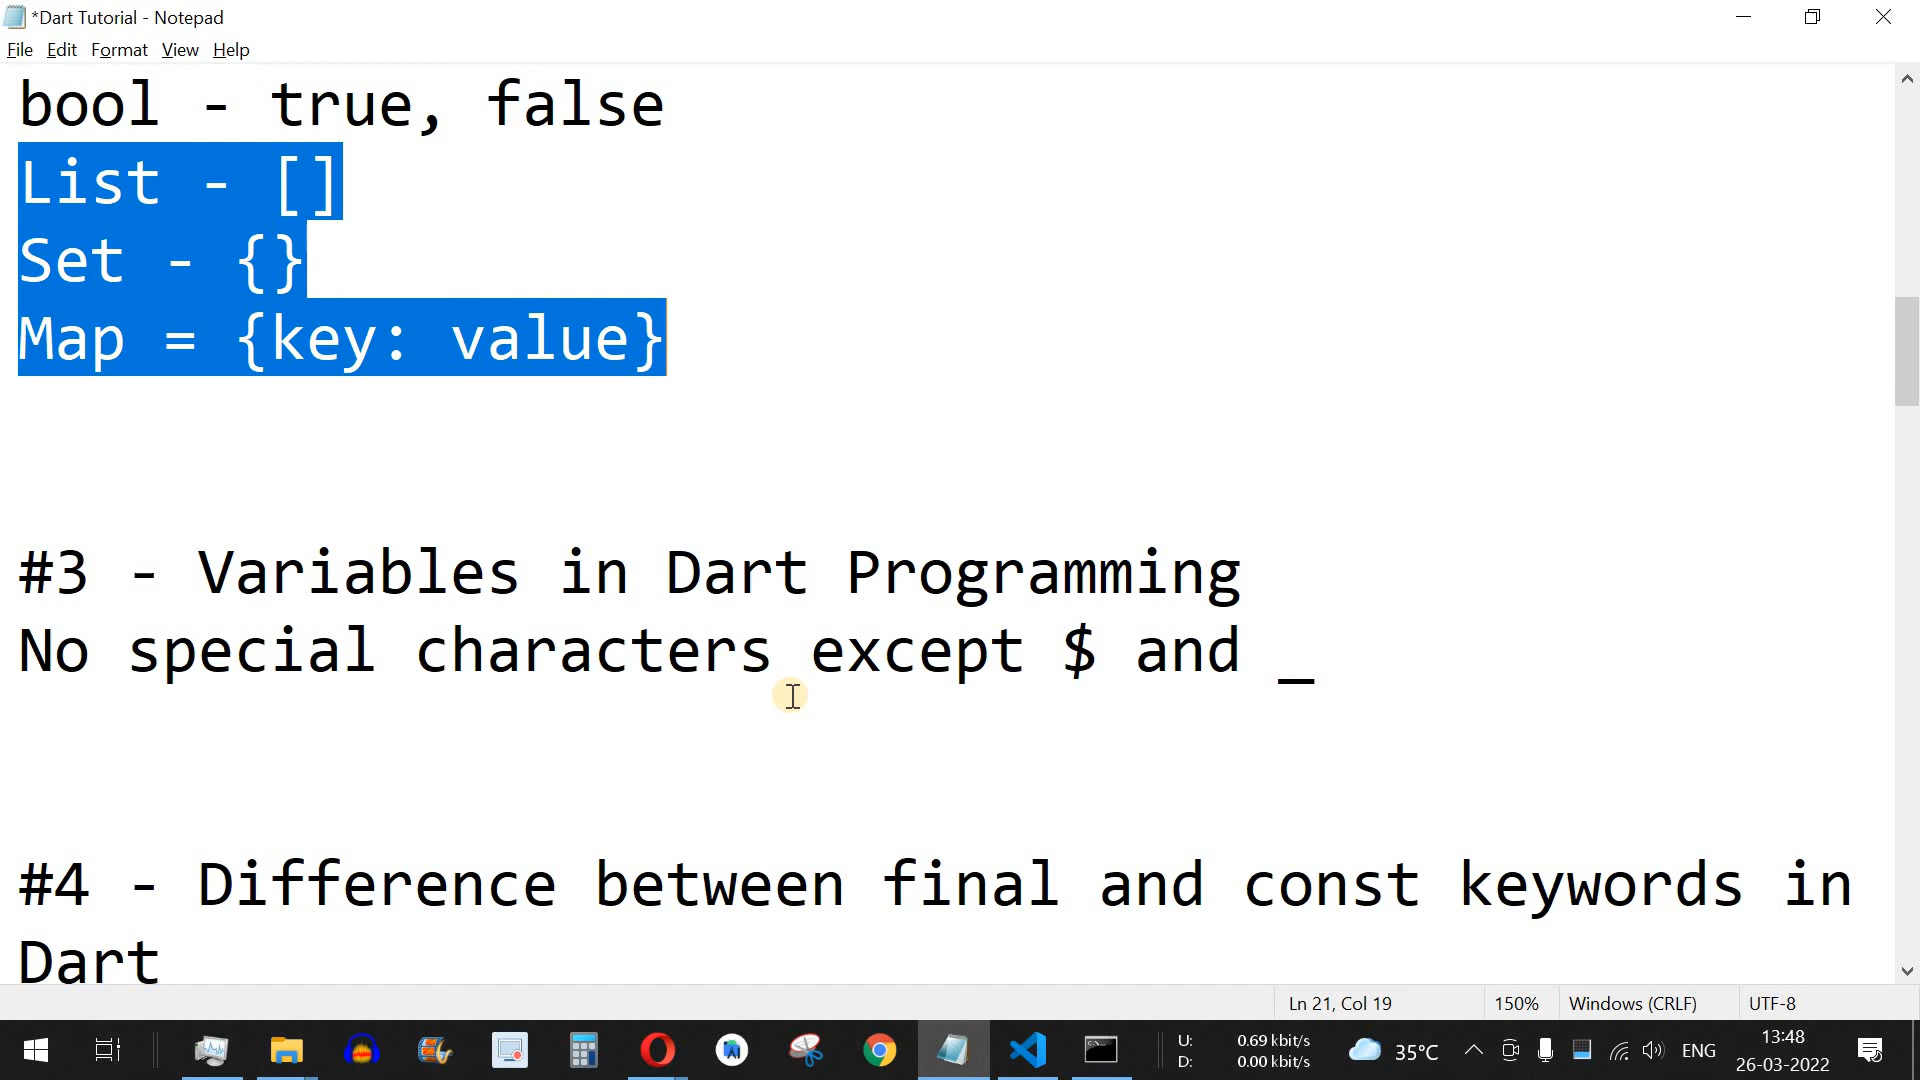 *Dart Tutorial - Notepad
File Edit Format View Help
bool - true, false
List - []
Set - {}
Map = {key: value}
#3 - Variables in Dart Programming
No special characters except $ and _
#4 - Difference between final and const keywords in
Dart
Ln 21, Col 19 150% Windows (CRLF) UTF-8
U: 0.69 kbit/s
D: 0.00 kbit/s
35°C
ENG
13:48
26-03-2022